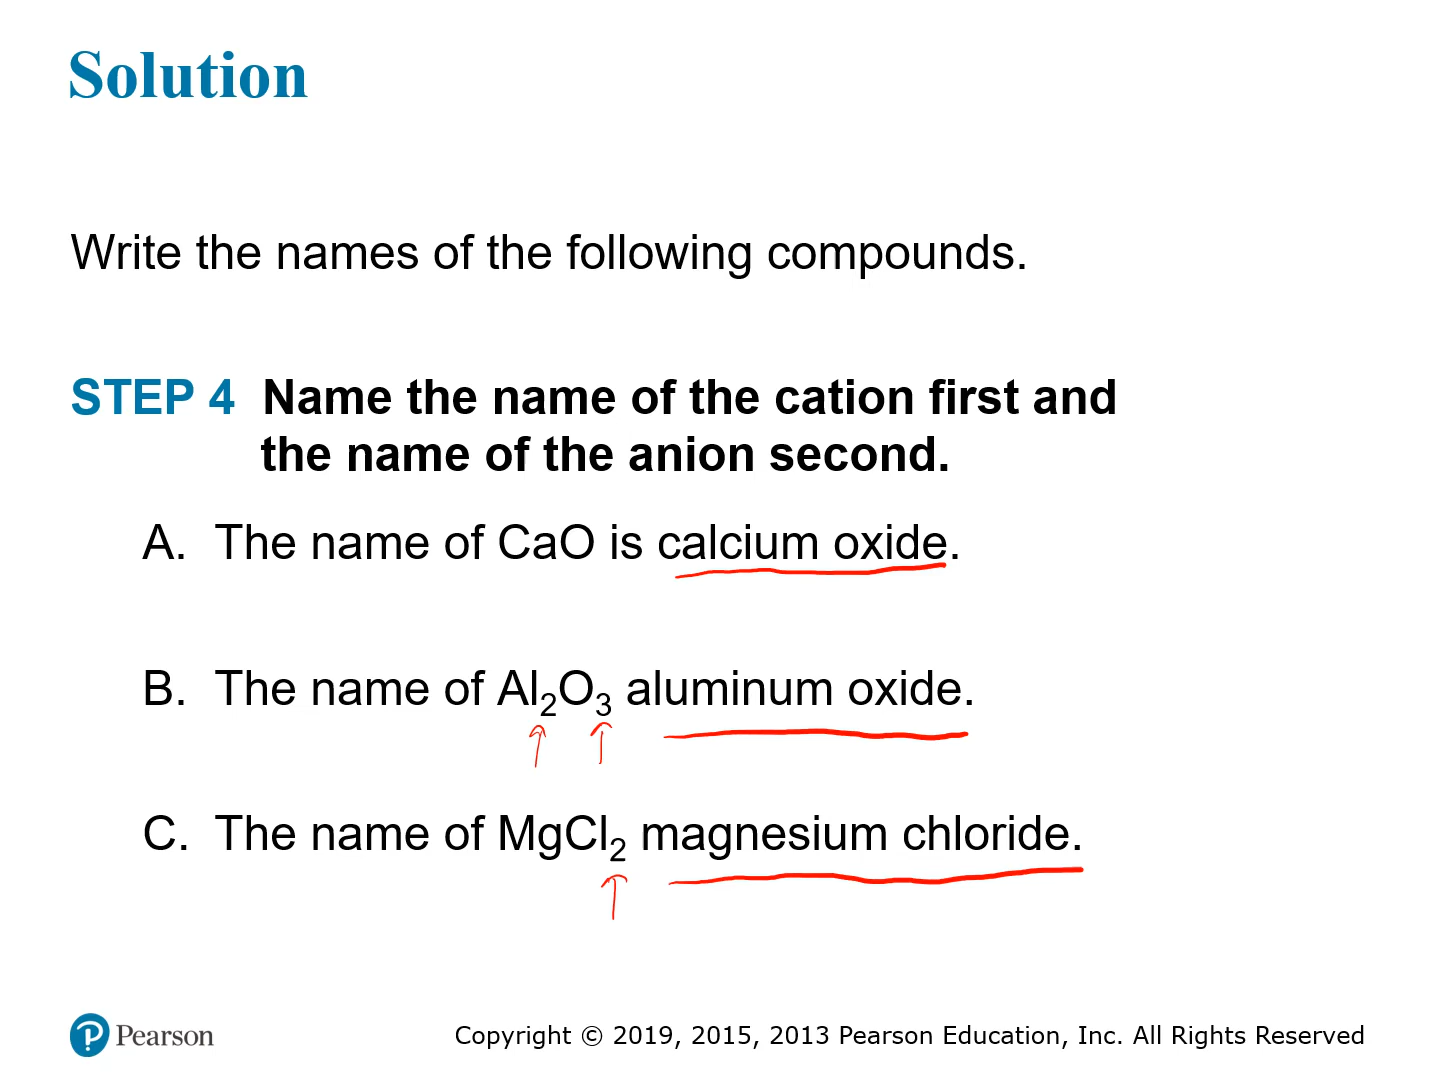 Solution
Write the names of the following compounds.
STEP 4 Name the name of the cation first and
the name of the anion second.
A. The name of CaO is calcium oxide.
B. The name of Al₂O₃ aluminum oxide.
C. The name of MgCl₂ magnesium chloride.
Pearson
Copyright © 2019, 2015, 2013 Pearson Education, Inc. All Rights Reserved